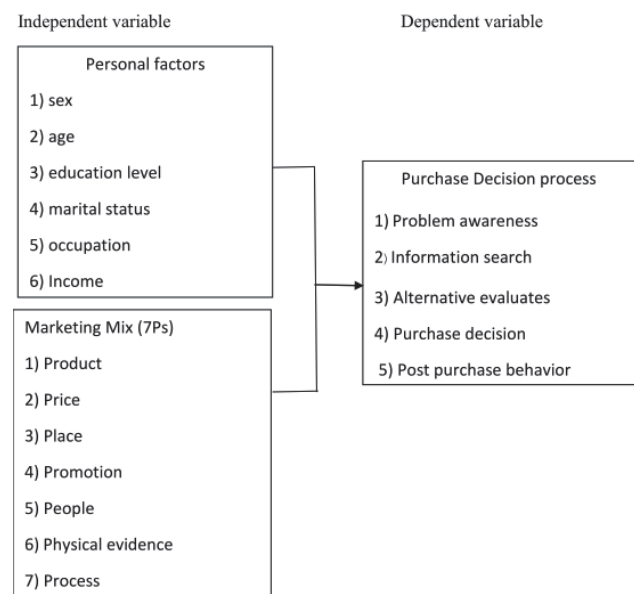 Independent variable
Dependent variable
Personal factors
1) sex
2) age
3) education level
4) marital status
5) occupation
6) Income
Marketing Mix (7Ps)
1) Product
2) Price
3) Place
4) Promotion
5) People
6) Physical evidence
7) Process
Purchase Decision process
1) Problem awareness
2) Information search
3) Alternative evaluates
4) Purchase decision
5) Post purchase behavior